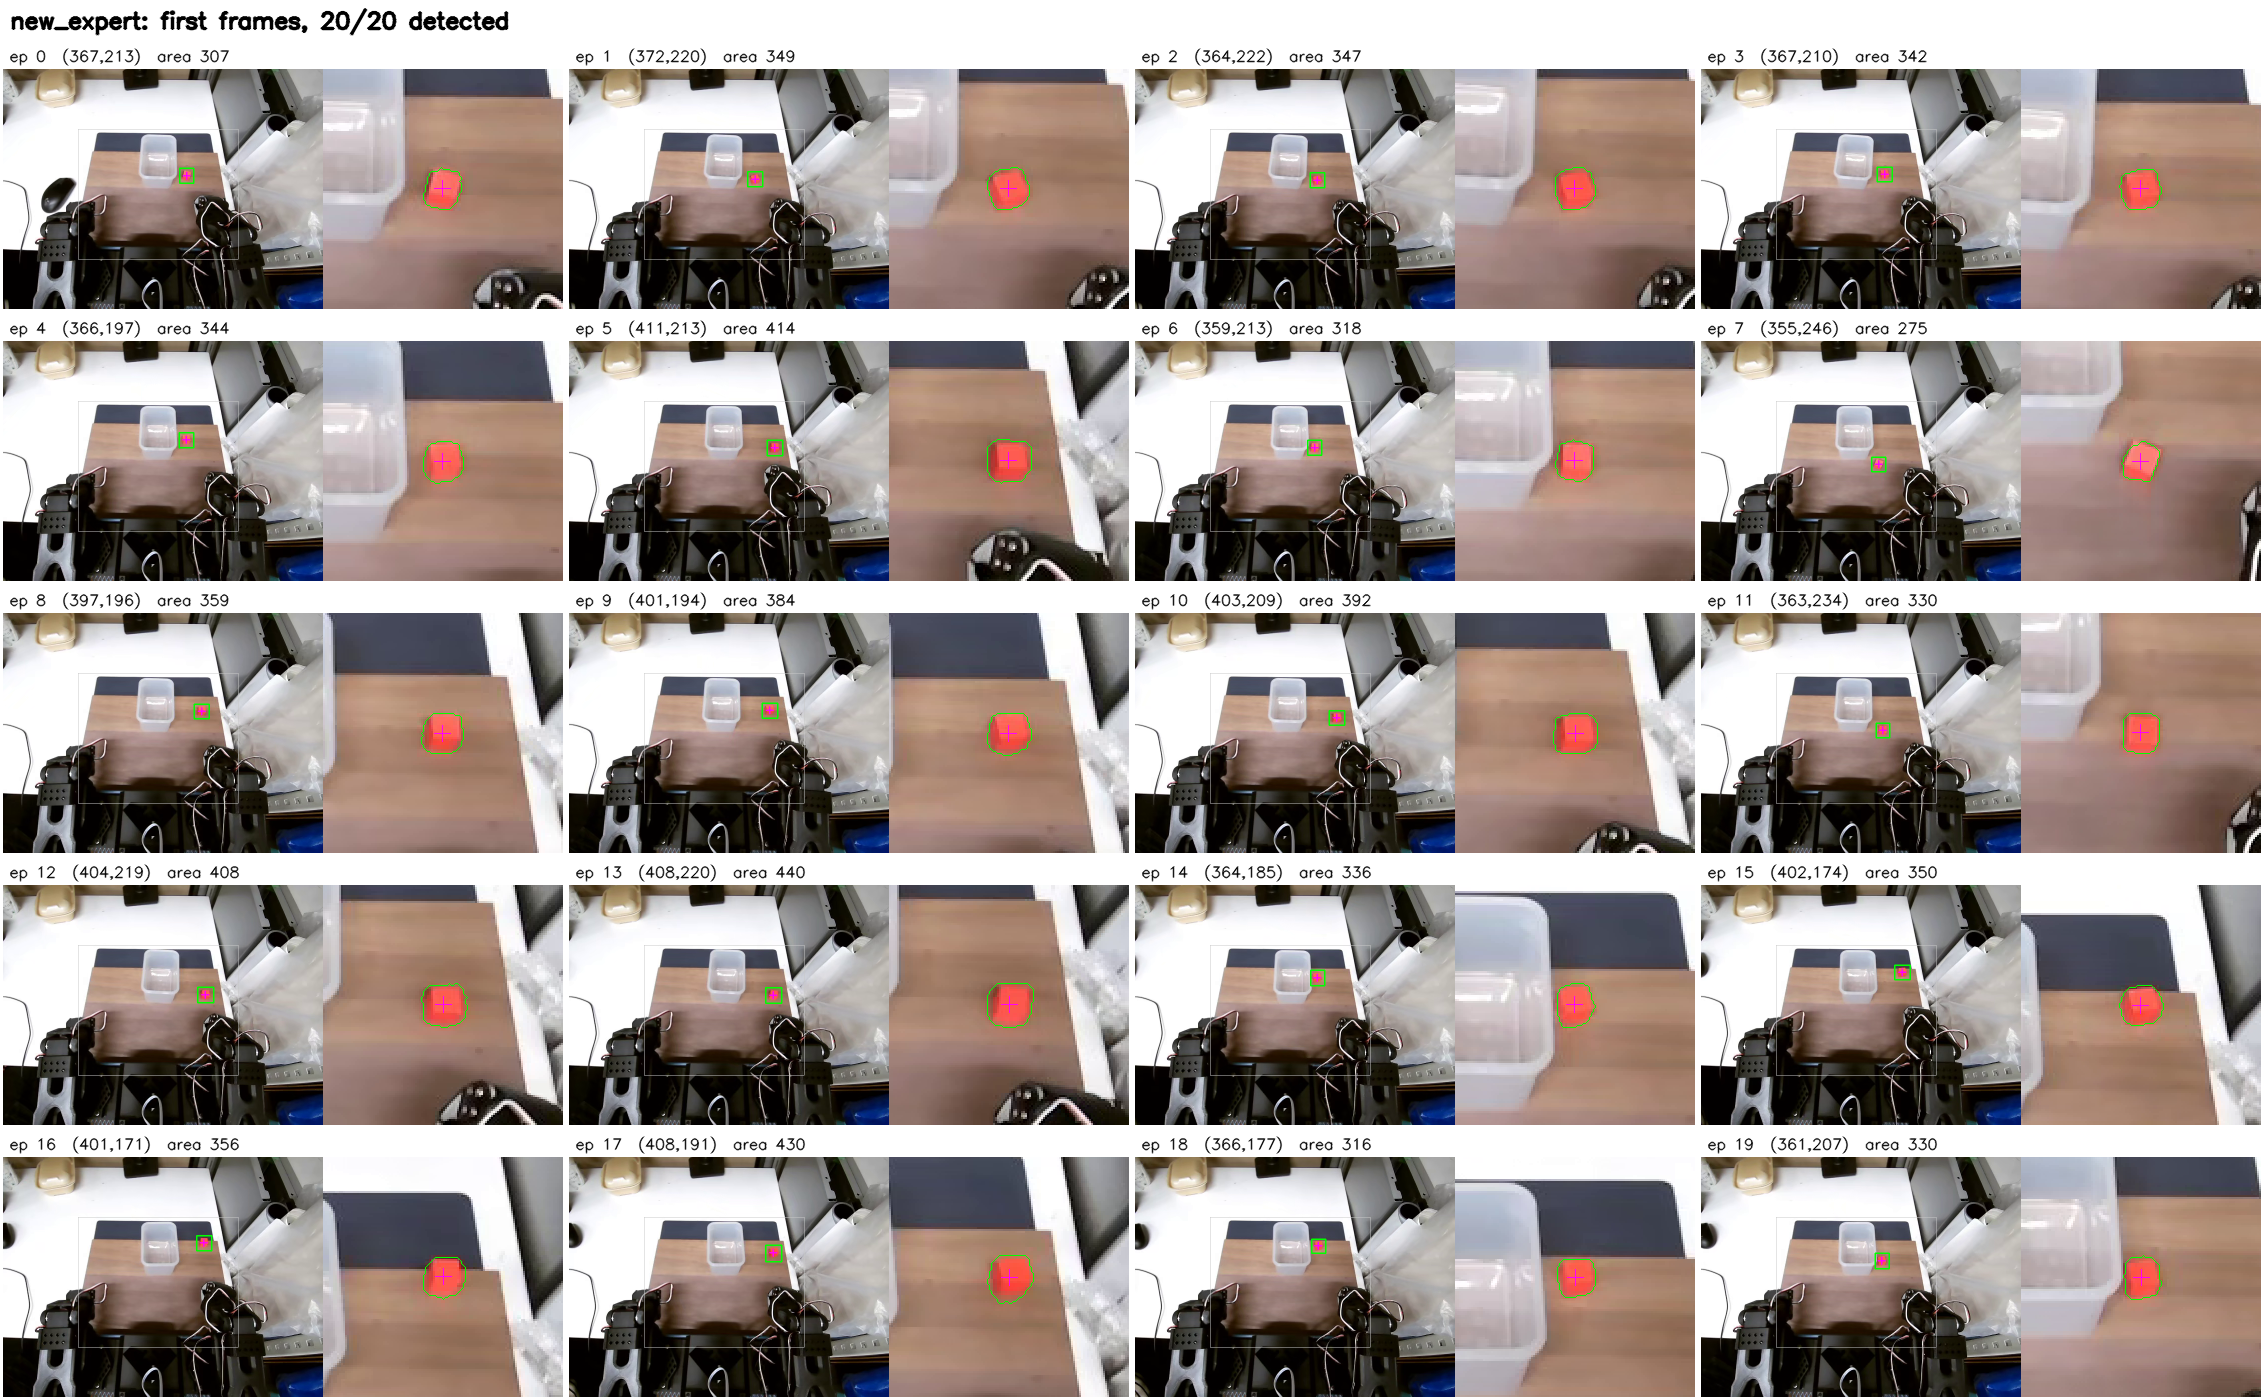 new_expert: first frames, 20/20 detected
ep 0 (367,213) area 307
ep 1 (372,220) area 349
ep 2 (364,222) area 347
ep 3 (367,210) area 342
ep 4 (366,197) area 344
ep 5 (411,213) area 414
ep 6 (359,213) area 318
ep 7 (355,246) area 275
ep 8 (397,196) area 359
ep 9 (401,194) area 384
ep 10 (403,209) area 392
ep 11 (363,234) area 330
ep 12 (404,219) area 408
ep 13 (408,220) area 440
ep 14 (364,185) area 336
ep 15 (402,174) area 350
ep 16 (401,171) area 356
ep 17 (408,191) area 430
ep 18 (366,177) area 316
ep 19 (361,207) area 330